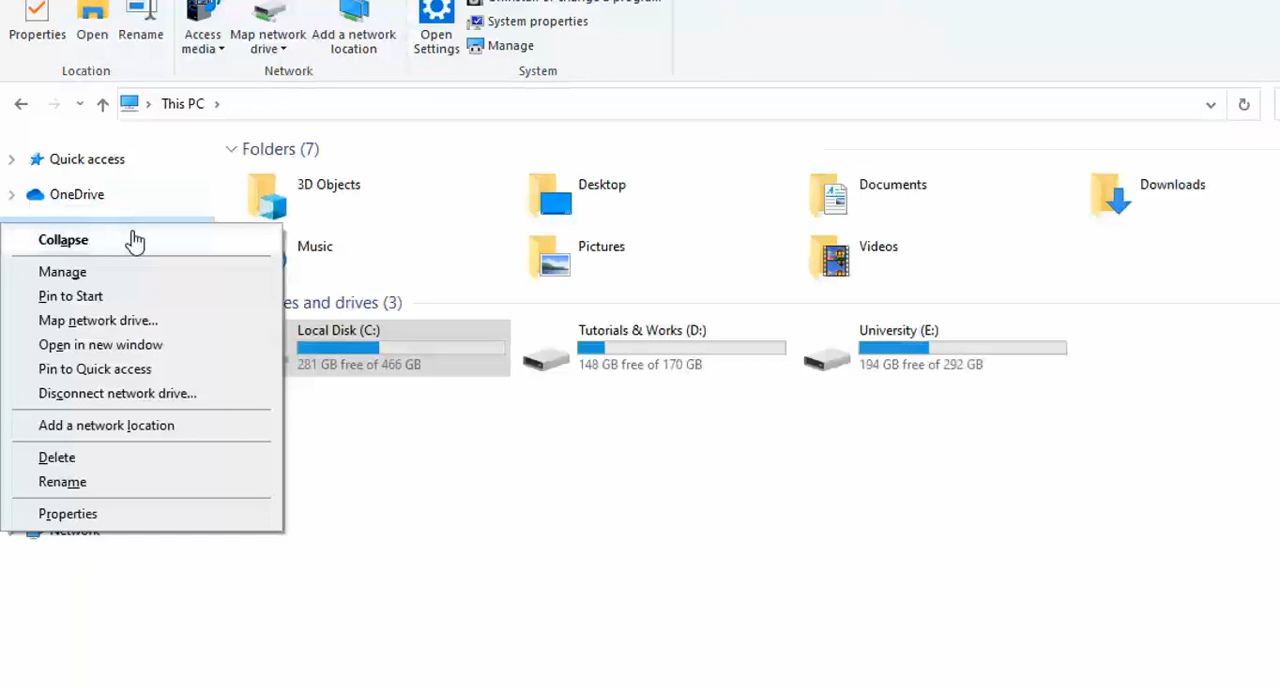 Properties
Open
Rename
Access media
Map network drive
Add a network location
Open Settings
System properties
Manage
Location
Network
System
This PC
Quick access
OneDrive
Collapse
Manage
Pin to Start
Map network drive...
Open in new window
Pin to Quick access
Disconnect network drive...
Add a network location
Delete
Rename
Properties
Folders (7)
3D Objects
Desktop
Documents
Downloads
Music
Pictures
Videos
and drives (3)
Local Disk (C:)
281 GB free of 466 GB
Tutorials & Works (D:)
148 GB free of 170 GB
University (E:)
194 GB free of 292 GB